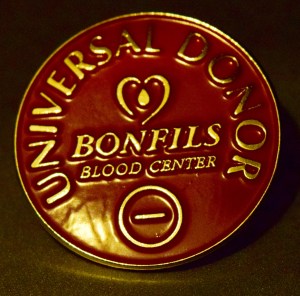 UNIVERSAL DONOR
BONFILS
BLOOD CENTER
–